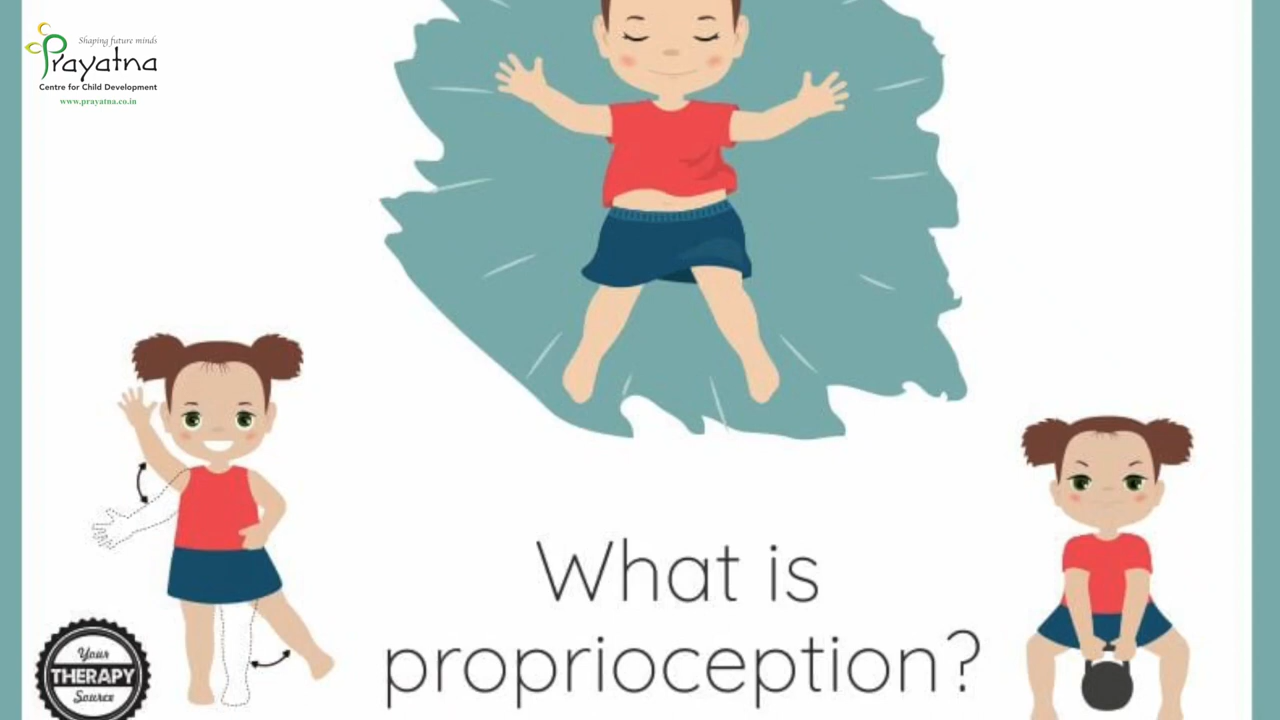 Shaping future minds
Prayatna
Centre for Child Development
www.prayatna.co.in
What is
proprioception?
Your
THERAPY
Source